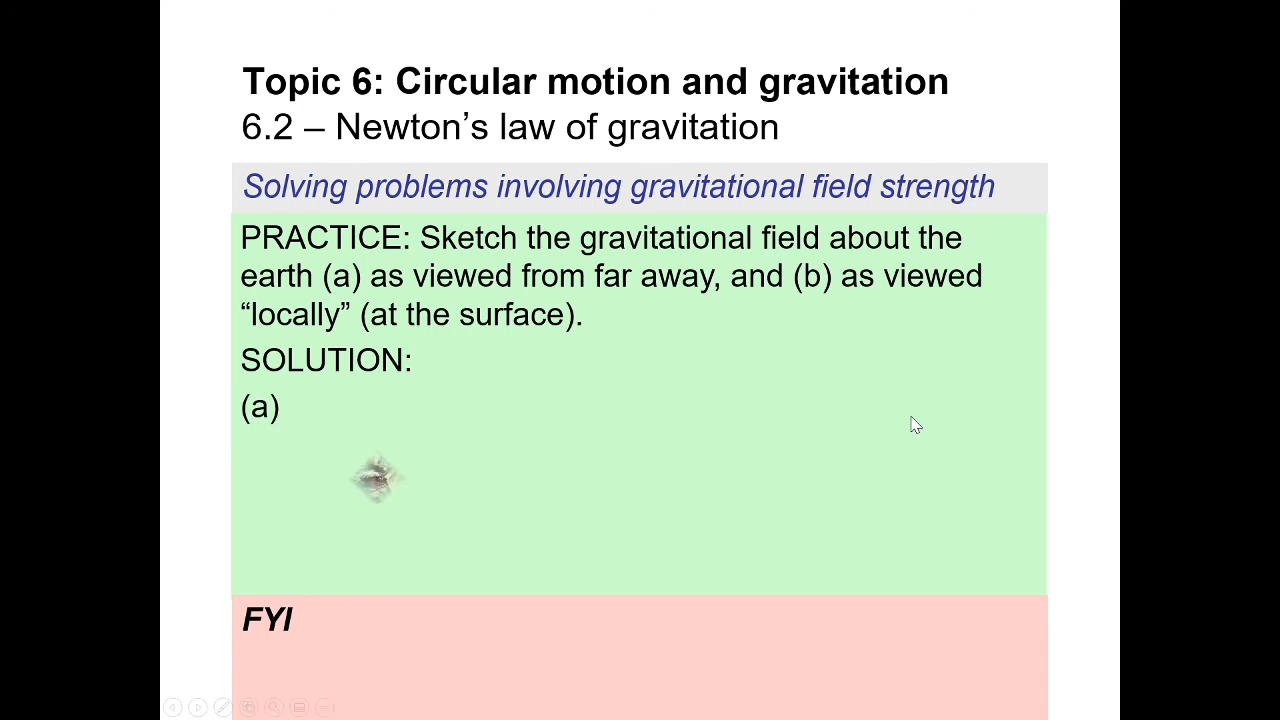 Topic 6: Circular motion and gravitation
6.2 – Newton’s law of gravitation
Solving problems involving gravitational field strength
PRACTICE: Sketch the gravitational field about the
earth (a) as viewed from far away, and (b) as viewed
“locally” (at the surface).
SOLUTION:
(a)
FYI